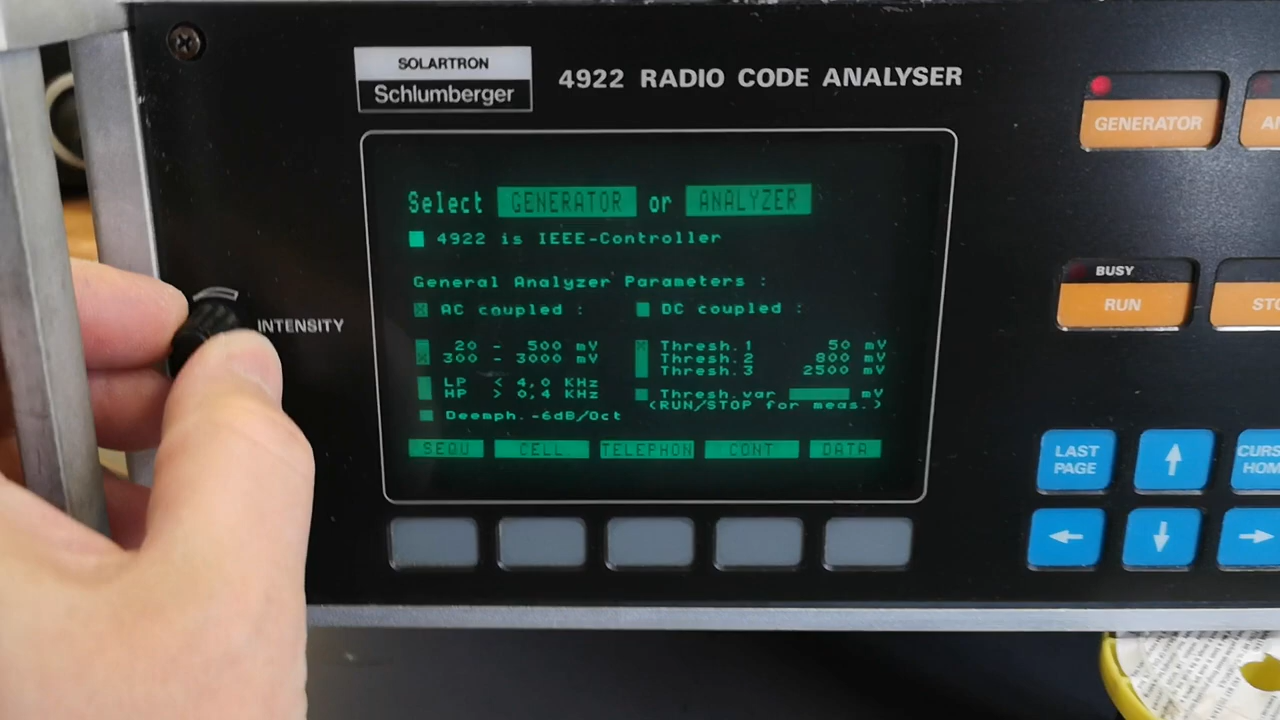 SOLARTRON
Schlumberger
4922 RADIO CODE ANALYSER
GENERATOR
Select GENERATOR or ANALYZER
4922 is IEEE-Controller
General Analyzer Parameters :
AC coupled : DC coupled :
20 - 500 mV Thresh.1 50 mV
300 - 3000 mV Thresh.2 800 mV
Thresh.3 2500 mV
LP < 4,0 KHz
HP > 0,4 KHz Thresh.var mV
(RUN/STOP for meas.)
Deemph.-6dB/Oct
SEQU CELL. TELEPHON CONT DATA
INTENSITY
BUSY
RUN
LAST PAGE